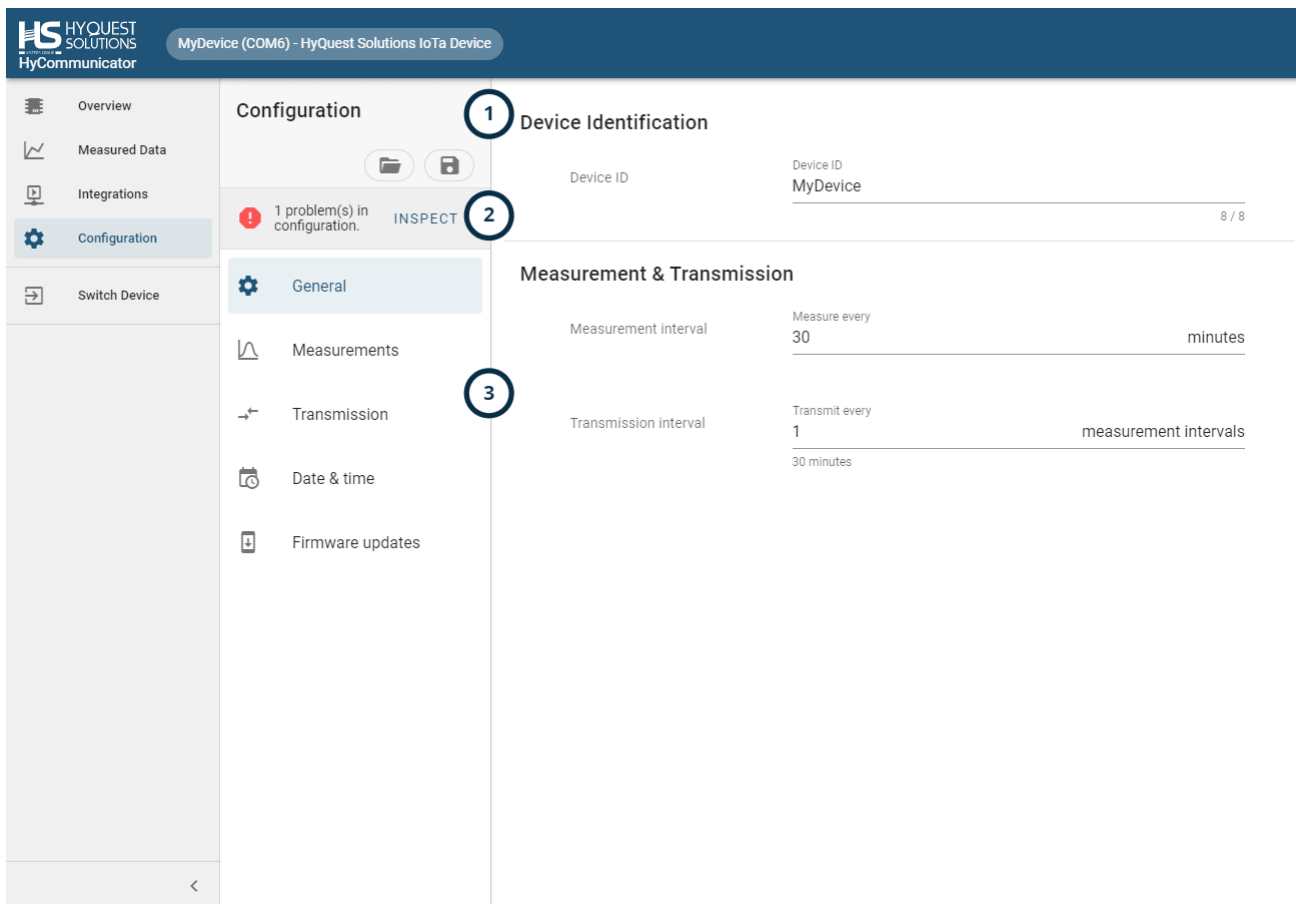 HS HYQUEST
SOLUTIONS
HyCommunicator
MyDevice (COM6) - HyQuest Solutions IoTa Device
Overview
Measured Data
Integrations
Configuration
Switch Device
Configuration
1 problem(s) in
configuration.
INSPECT
General
Measurements
Transmission
Date & time
Firmware updates
1
2
3
Device Identification
Device ID
Device ID
MyDevice
8 / 8
Measurement & Transmission
Measurement interval
Measure every
30 minutes
Transmission interval
Transmit every
1 measurement intervals
30 minutes